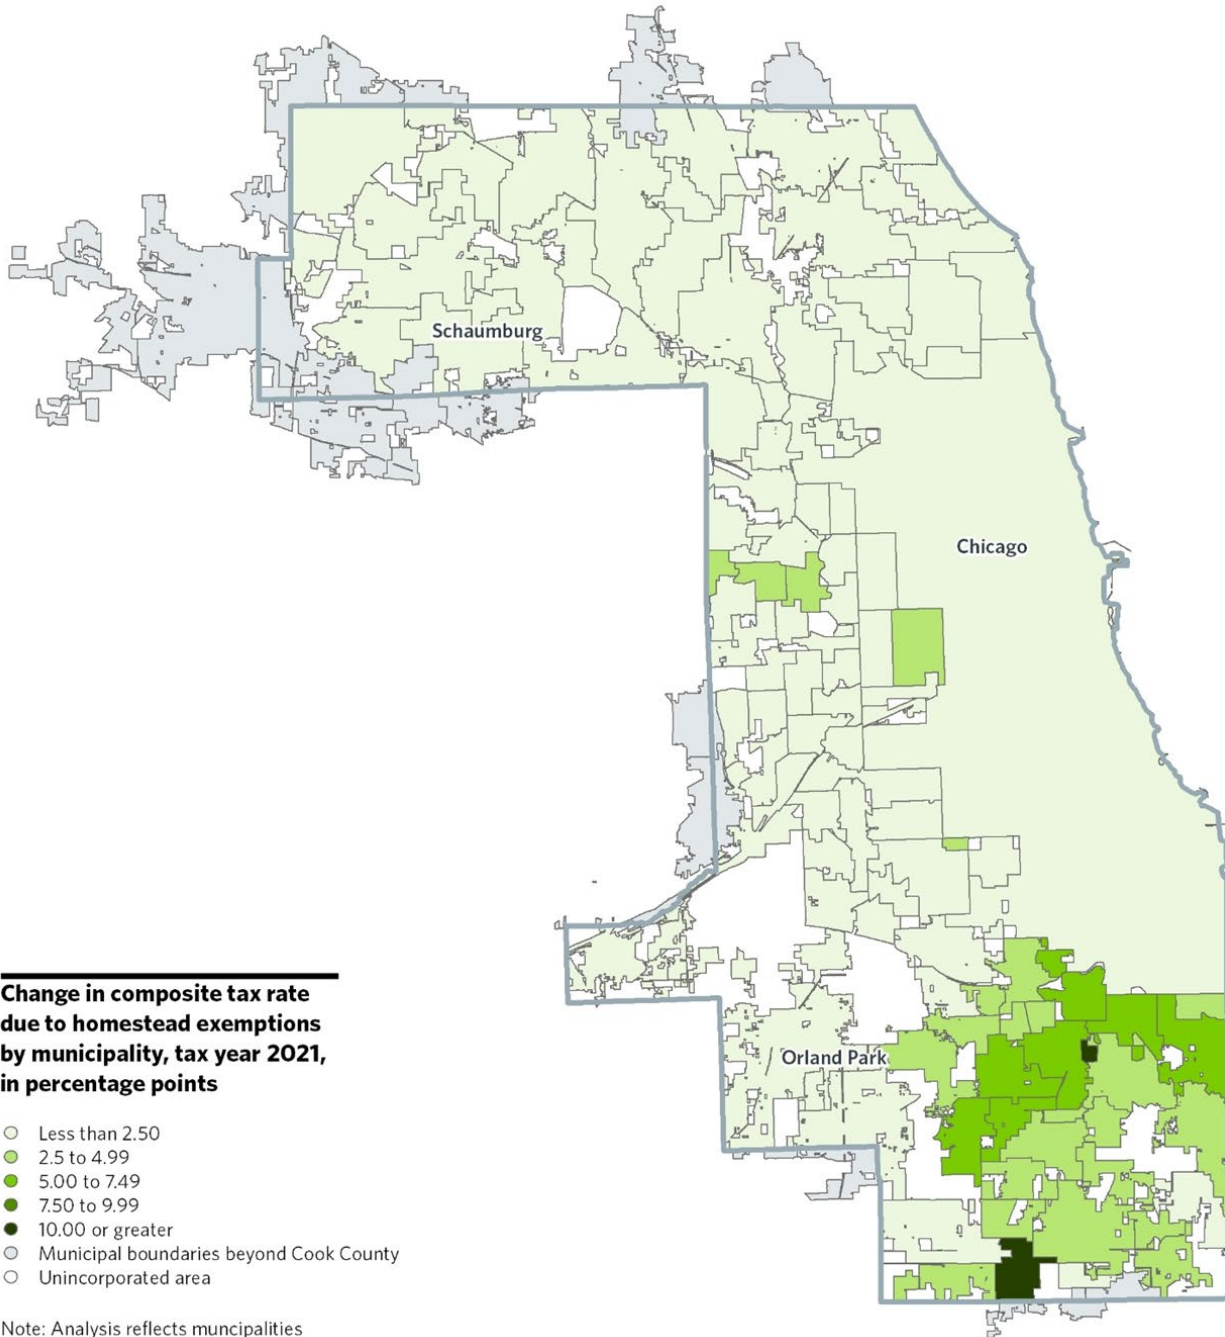 Schaumburg
Chicago
Orland Park
Change in composite tax rate
due to homestead exemptions
by municipality, tax year 2021,
in percentage points
Less than 2.50
2.5 to 4.99
5.00 to 7.49
7.50 to 9.99
10.00 or greater
Municipal boundaries beyond Cook County
Unincorporated area
Note: Analysis reflects muncipalities